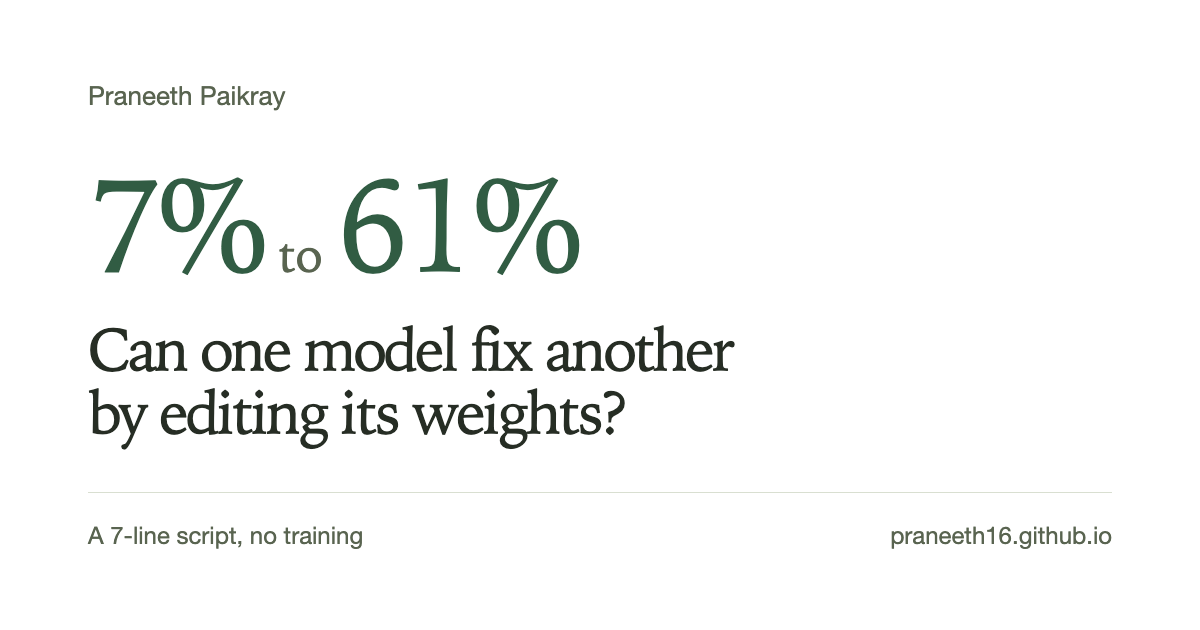 Praneeth Paikray
7% to 61%
Can one model fix another
by editing its weights?
A 7-line script, no training
praneeth16.github.io